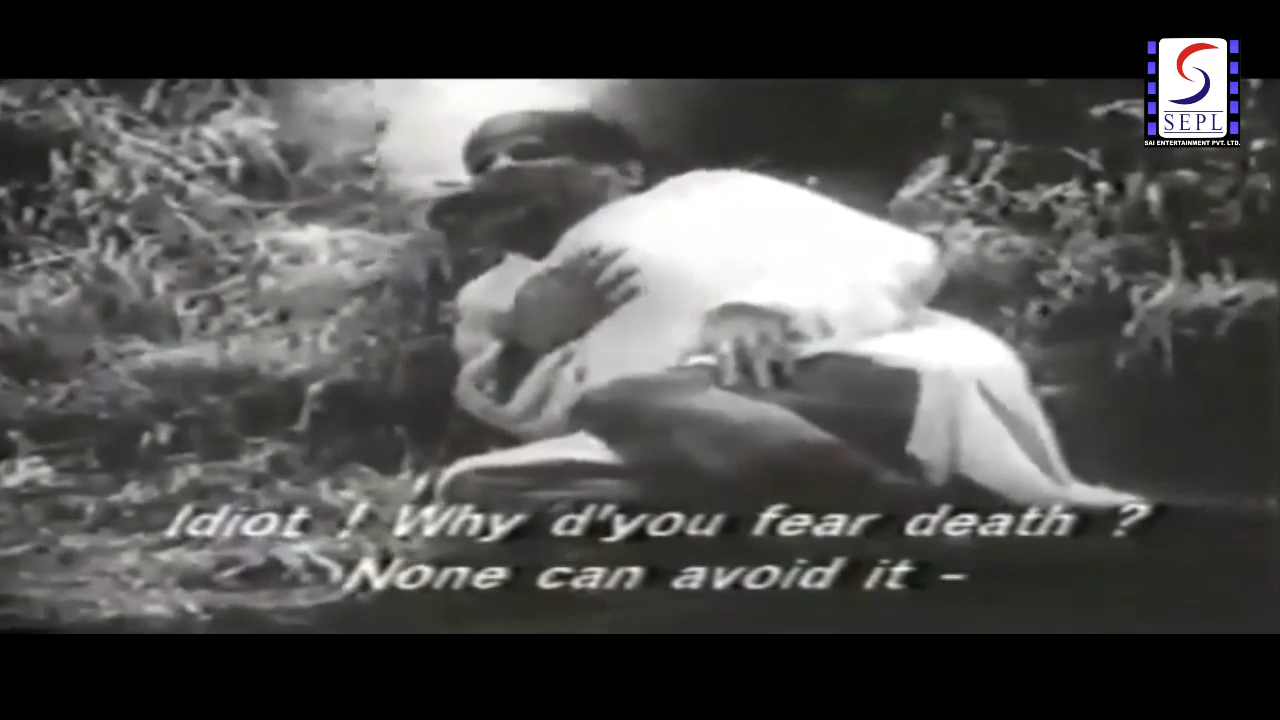 SEPL
SAI ENTERTAINMENT PVT. LTD.
Idiot ! Why d'you fear death ?
None can avoid it –